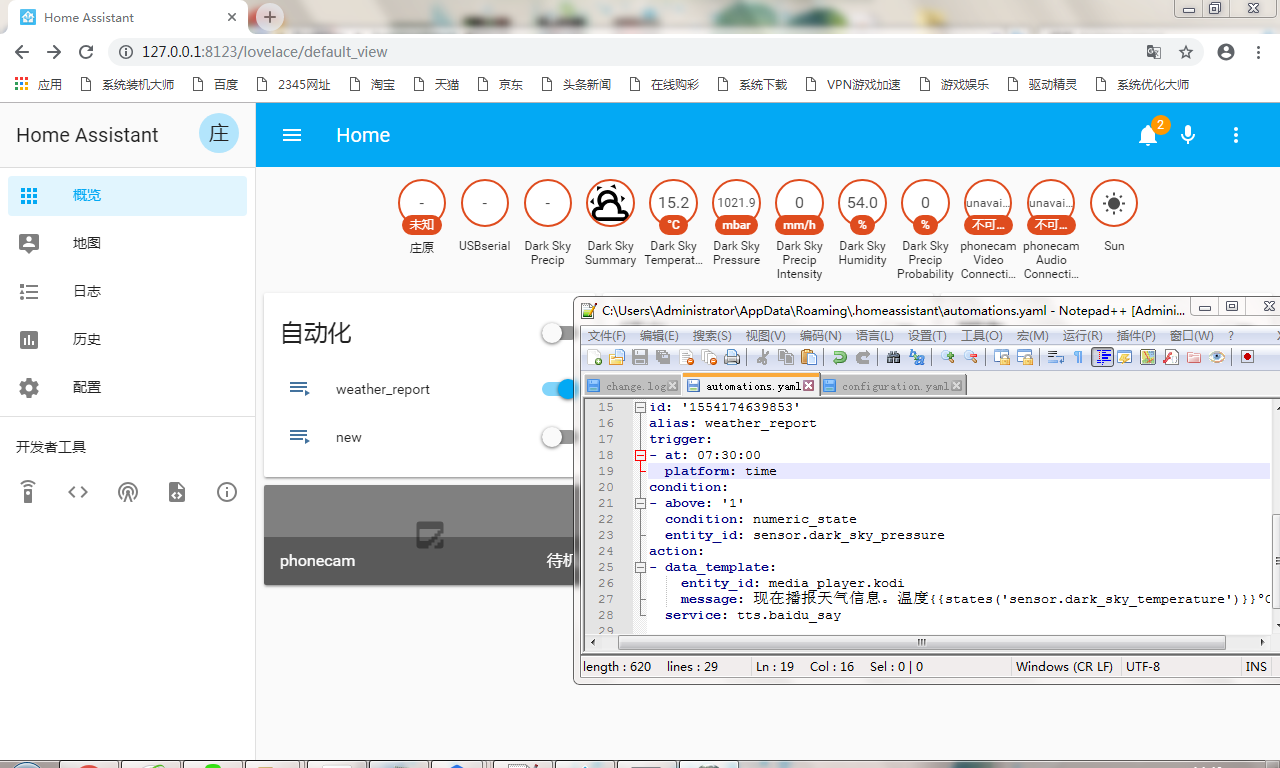 Home Assistant
127.0.0.1:8123/lovelace/default_view
应用 系统装机大师 百度 2345网址 淘宝 天猫 京东 头条新闻 在线购彩 系统下载 VPN游戏加速 游戏娱乐 驱动精灵 系统优化大师
Home Assistant 庄
Home 2
概览
地图
日志
历史
配置
开发者工具
- - - 15.2 1021.9 0 54.0 0 unavai... unavai...
未知 °C mbar mm/h % % 不可... 不可...
庄原
USBserial
Dark Sky
Precip
Dark Sky
Summary
Dark Sky
Temperat...
Dark Sky
Pressure
Dark Sky
Precip
Intensity
Dark Sky
Humidity
Dark Sky
Precip
Probability
phonecam
Video
Connecti...
phonecam
Audio
Connecti...
Sun
自动化
weather_report
new
phonecam 待机
C:\Users\Administrator\AppData\Roaming\.homeassistant\automations.yaml - Notepad++ [Admini...
文件(F) 编辑(E) 搜索(S) 视图(V) 编码(N) 语言(L) 设置(T) 工具(O) 宏(M) 运行(R) 插件(P) 窗口(W) ?
change.log automations.yaml configuration.yaml
15 id: '1554174639853'
16 alias: weather_report
17 trigger:
18 - at: 07:30:00
19 platform: time
20 condition:
21 - above: '1'
22 condition: numeric_state
23 entity_id: sensor.dark_sky_pressure
24 action:
25 - data_template:
26 entity_id: media_player.kodi
27 message: 现在播报天气信息。温度{{states('sensor.dark_sky_temperature')}}°C
28 service: tts.baidu_say
29
length : 620 lines : 29 Ln : 19 Col : 16 Sel : 0 | 0 Windows (CR LF) UTF-8 INS